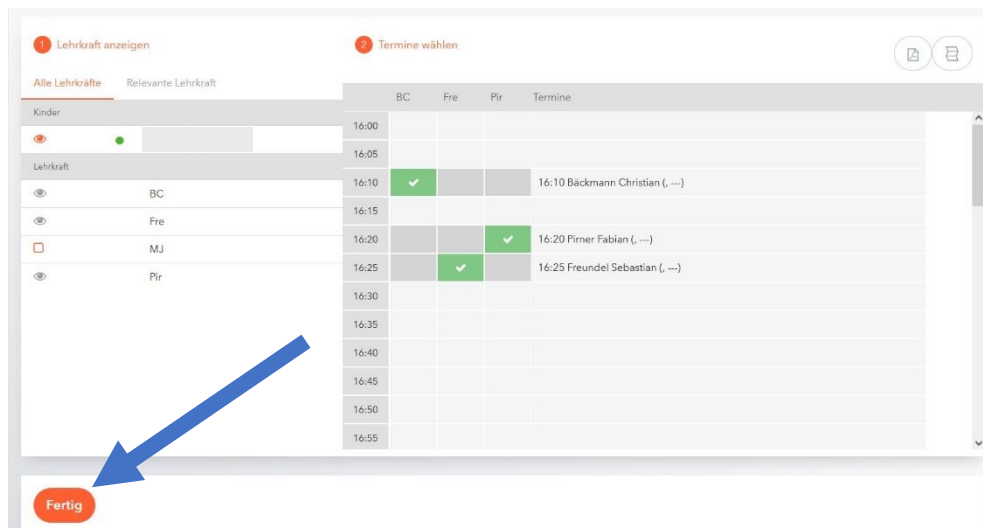 1 Lehrkraft anzeigen
Alle Lehrkräfte Relevante Lehrkraft
Kinder
Lehrkraft
BC
Fre
MJ
Pir
2 Termine wählen
BC Fre Pir Termine
16:00
16:05
16:10 16:10 Bäckmann Christian (, ---)
16:15
16:20 16:20 Pirner Fabian (, ---)
16:25 16:25 Freundel Sebastian (, ---)
16:30
16:35
16:40
16:45
16:50
16:55
Fertig